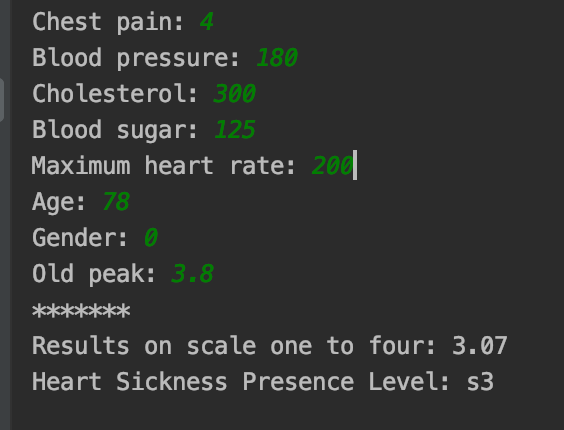 Chest pain: 4
Blood pressure: 180
Cholesterol: 300
Blood sugar: 125
Maximum heart rate: 200
Age: 78
Gender: 0
Old peak: 3.8
*******
Results on scale one to four: 3.07
Heart Sickness Presence Level: s3